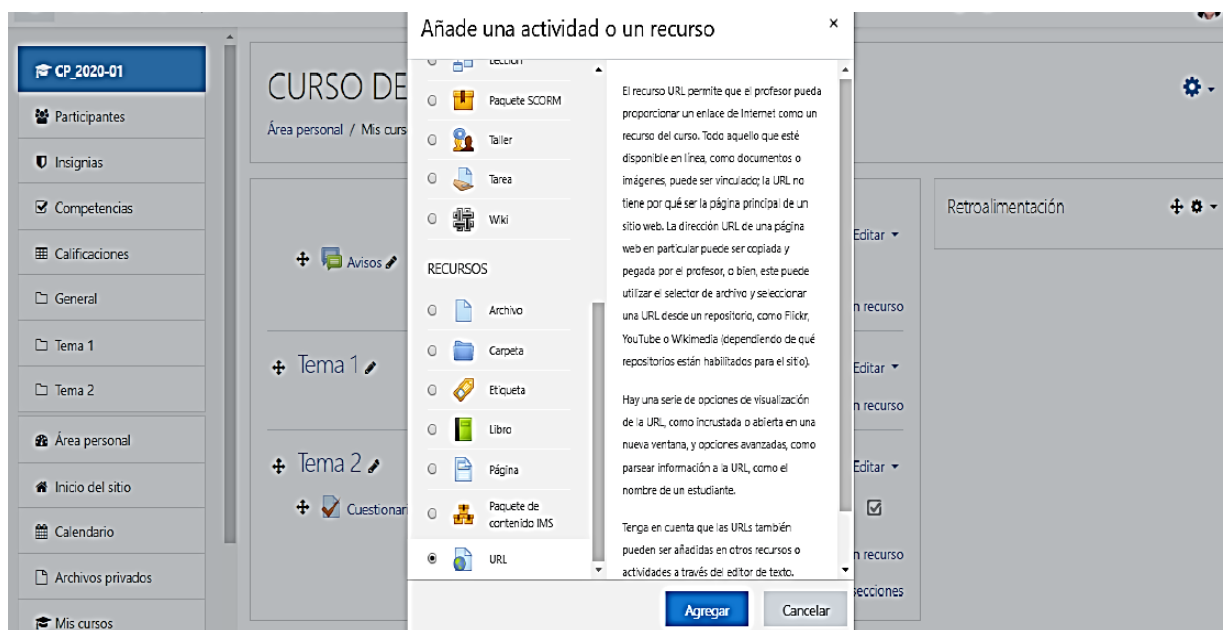 Añade una actividad o un recurso
×
CP_2020-01
Participantes
Insignias
Competencias
Calificaciones
General
Tema 1
Tema 2
Área personal
Inicio del sitio
Calendario
Archivos privados
Mis cursos
CURSO DE
Área personal / Mis curs
Avisos
Tema 1
Tema 2
Cuestionar
Lección
Paquete SCORM
Taller
Tarea
Wiki
RECURSOS
Archivo
Carpeta
Etiqueta
Libro
Página
Paquete de
contenido IMS
URL
El recurso URL permite que el profesor pueda
proporcionar un enlace de Internet como un
recurso del curso. Todo aquello que esté
disponible en línea, como documentos o
imágenes, puede ser vinculado; la URL no
tiene por qué ser la página principal de un
sitio web. La dirección URL de una página
web en particular puede ser copiada y
pegada por el profesor, o bien, este puede
utilizar el selector de archivo y seleccionar
una URL desde un repositorio, como Flickr,
YouTube o Wikimedia (dependiendo de qué
repositorios están habilitados para el sitio).
Hay una serie de opciones de visualización
de la URL, como incrustada o abierta en una
nueva ventana, y opciones avanzadas, como
parsear información a la URL, como el
nombre de un estudiante.
Tenga en cuenta que las URLs también
pueden ser añadidas en otros recursos o
actividades a través del editor de texto.
Agregar
Cancelar
Editar
n recurso
Editar
n recurso
Editar
n recurso
secciones
Retroalimentación